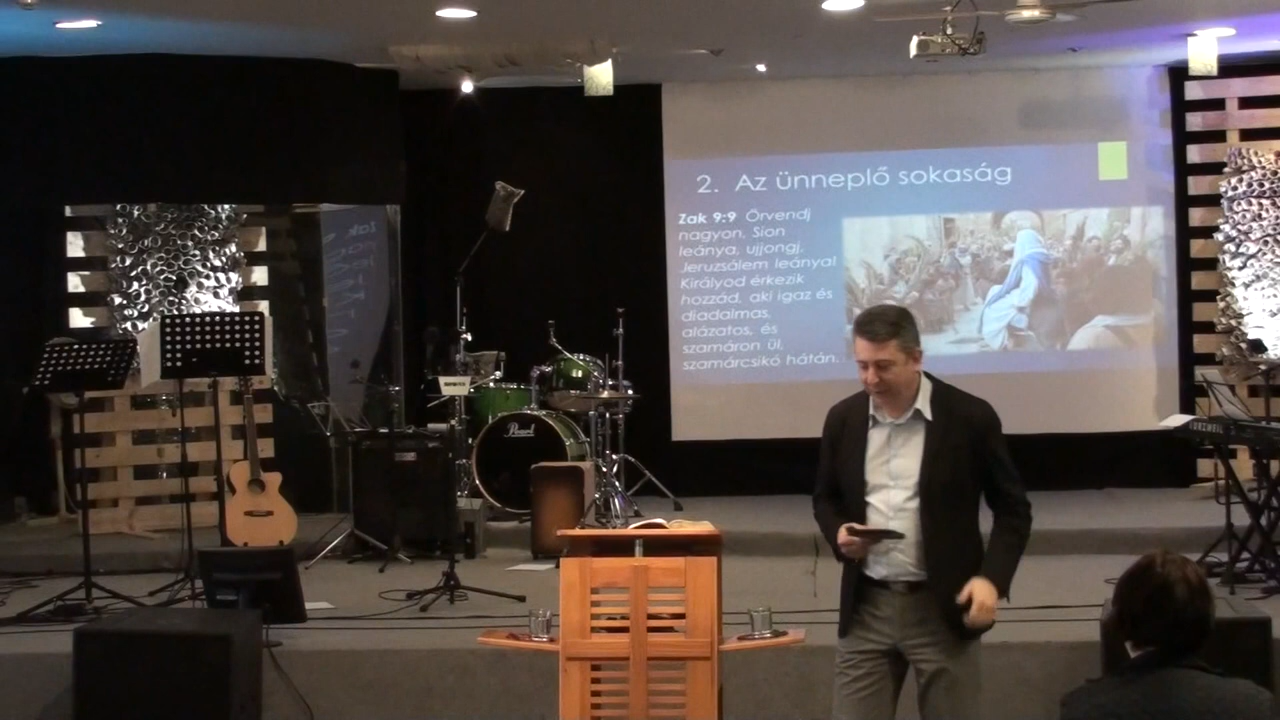 2. Az ünneplő sokaság
Zak 9:9 Örvendj
nagyon, Sion
leánya, ujjongj,
Jeruzsálem leánya!
Királyod érkezik
hozzád, aki igaz és
diadalmas,
alázatos, és
szamáron ül,
szamárcsikó hátán.
Pearl
KURZWEIL